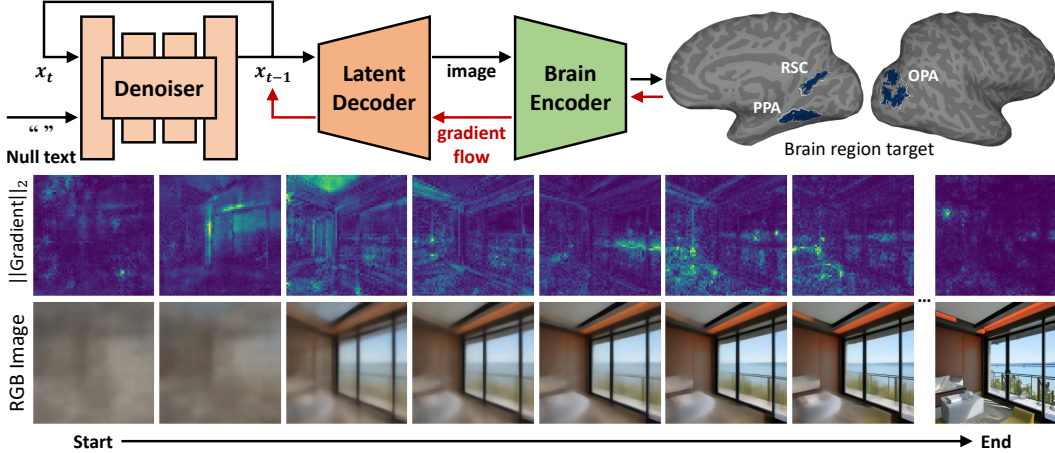 x_t
“ ”
Null text
Denoiser
x_{t−1}
Latent
Decoder
image
gradient
flow
Brain
Encoder
RSC
PPA
OPA
Brain region target
||Gradient||_2
RGB Image
...
Start
End